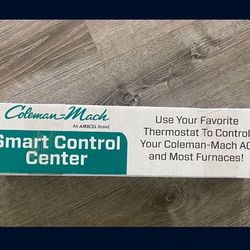 Coleman-Mach
An AIRXCEL Brand
Smart Control
Center
Use Your Favorite
Thermostat To Control
Your Coleman-Mach AC
and Most Furnaces!